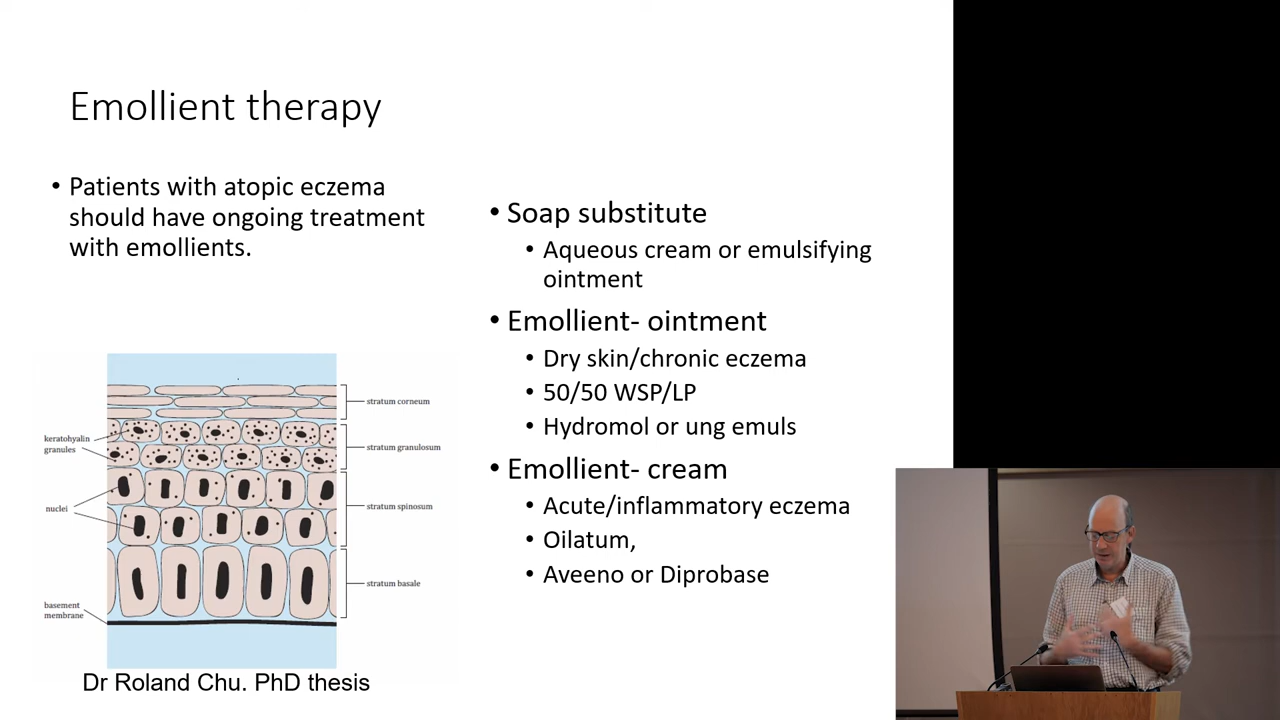 Emollient therapy
• Patients with atopic eczema
should have ongoing treatment
with emollients.
• Soap substitute
• Aqueous cream or emulsifying
ointment
• Emollient- ointment
• Dry skin/chronic eczema
• 50/50 WSP/LP
• Hydromol or ung emuls
• Emollient- cream
• Acute/inflammatory eczema
• Oilatum,
• Aveeno or Diprobase
stratum corneum
keratohyalin
granules
stratum granulosum
nuclei
stratum spinosum
stratum basale
basement
membrane
Dr Roland Chu. PhD thesis